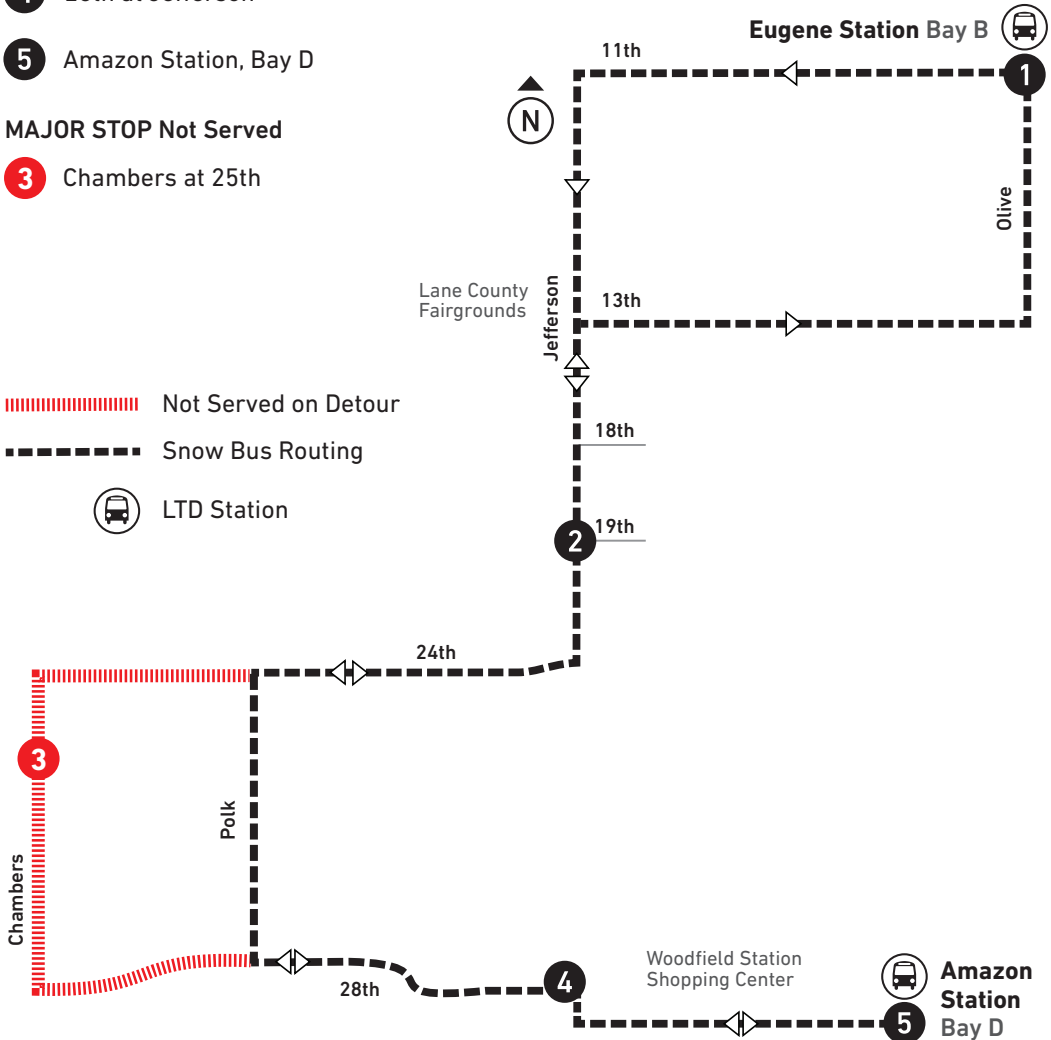 5 Amazon Station, Bay D
MAJOR STOP Not Served
3 Chambers at 25th
Eugene Station Bay B
1
11th
N
Olive
Lane County
Fairgrounds
Jefferson
13th
Not Served on Detour
Snow Bus Routing
LTD Station
18th
19th
2
24th
3
Polk
Chambers
28th
4
Woodfield Station
Shopping Center
5
Amazon
Station
Bay D